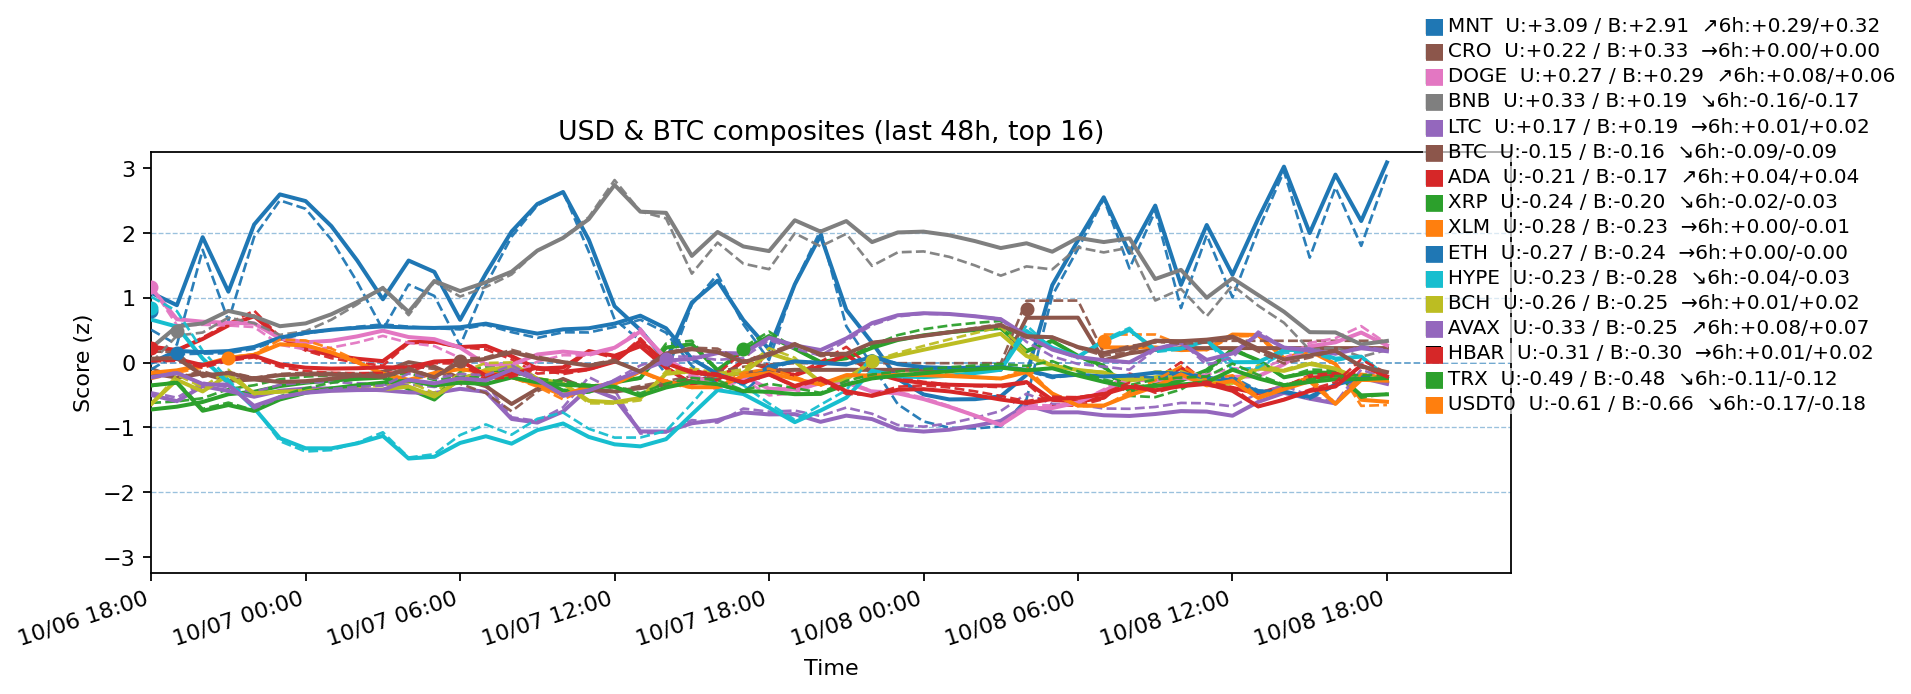 MNT  U:+3.09 / B:+2.91  ↗6h:+0.29/+0.32
CRO  U:+0.22 / B:+0.33  →6h:+0.00/+0.00
DOGE  U:+0.27 / B:+0.29  ↗6h:+0.08/+0.06
BNB  U:+0.33 / B:+0.19  ↘6h:-0.16/-0.17
LTC  U:+0.17 / B:+0.19  →6h:+0.01/+0.02
BTC  U:-0.15 / B:-0.16  ↘6h:-0.09/-0.09
ADA  U:-0.21 / B:-0.17  ↗6h:+0.04/+0.04
XRP  U:-0.24 / B:-0.20  ↘6h:-0.02/-0.03
XLM  U:-0.28 / B:-0.23  →6h:+0.00/-0.01
ETH  U:-0.27 / B:-0.24  →6h:+0.00/-0.00
HYPE  U:-0.23 / B:-0.28  ↘6h:-0.04/-0.03
BCH  U:-0.26 / B:-0.25  →6h:+0.01/+0.02
AVAX  U:-0.33 / B:-0.25  ↗6h:+0.08/+0.07
HBAR  U:-0.31 / B:-0.30  →6h:+0.01/+0.02
TRX  U:-0.49 / B:-0.48  ↘6h:-0.11/-0.12
USDT0  U:-0.61 / B:-0.66  ↘6h:-0.17/-0.18
USD & BTC composites (last 48h, top 16)
Score (z)
3
2
1
0
−1
−2
−3
10/06 18:00
10/07 00:00
10/07 06:00
10/07 12:00
10/07 18:00
10/08 00:00
10/08 06:00
10/08 12:00
10/08 18:00
Time